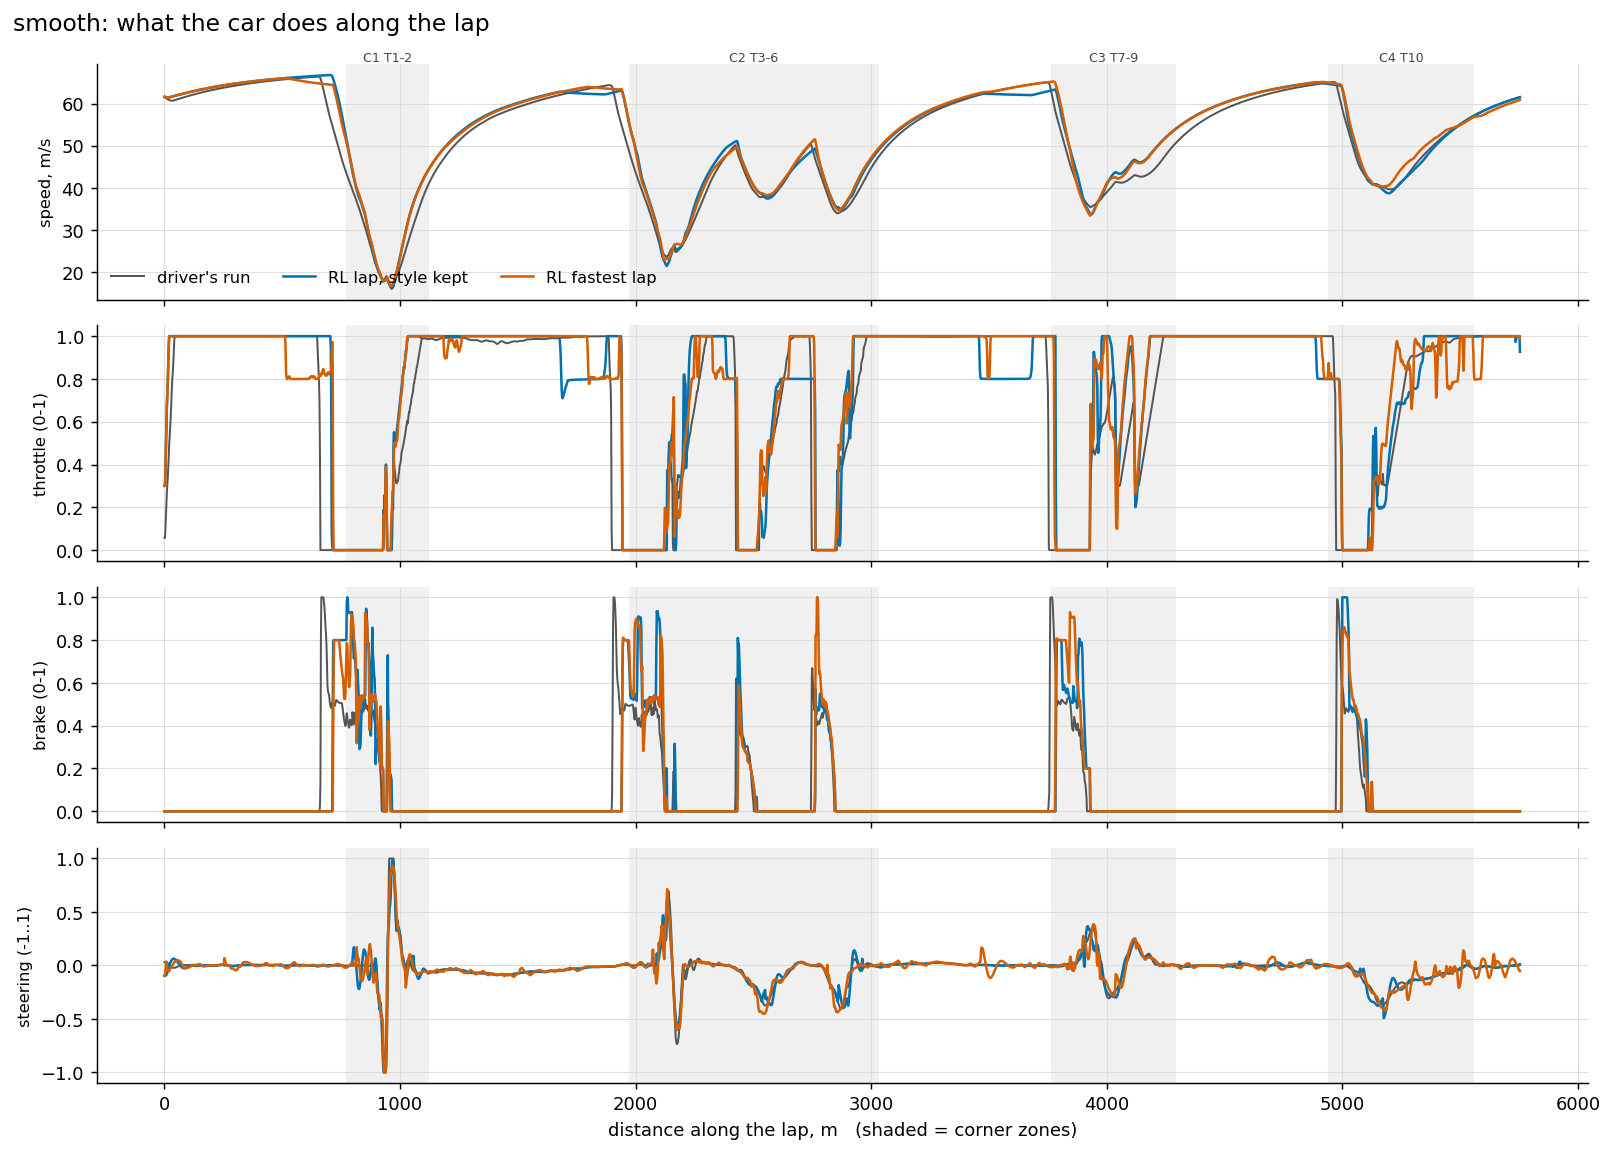 smooth: what the car does along the lap
C1 T1-2
C2 T3-6
C3 T7-9
C4 T10
speed, m/s
60
50
40
30
20
driver's run
RL lap, style kept
RL fastest lap
throttle (0-1)
1.0
0.8
0.6
0.4
0.2
0.0
brake (0-1)
1.0
0.8
0.6
0.4
0.2
0.0
steering (-1..1)
1.0
0.5
0.0
−0.5
−1.0
0
1000
2000
3000
4000
5000
6000
distance along the lap, m (shaded = corner zones)